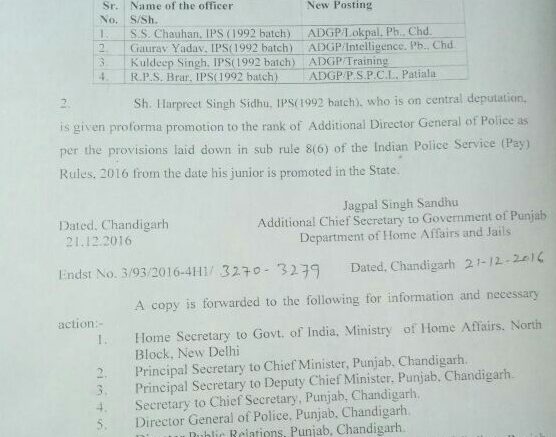 Sr. Name of the officer New Posting
No. S/Sh.
1. S.S. Chauhan, IPS (1992 batch) ADGP/Lokpal, Pb., Chd.
2. Gaurav Yadav, IPS(1992 batch) ADGP/Intelligence, Pb., Chd.
3. Kuldeep Singh, IPS(1992 batch) ADGP/Training
4. R.P.S. Brar, IPS(1992 batch) ADGP/P.S.P.C.L, Patiala
2. Sh. Harpreet Singh Sidhu, IPS(1992 batch), who is on central deputation,
is given proforma promotion to the rank of Additional Director General of Police as
per the provisions laid down in sub rule 8(6) of the Indian Police Service (Pay)
Rules, 2016 from the date his junior is promoted in the State.
Jagpal Singh Sandhu
Dated, Chandigarh Additional Chief Secretary to Government of Punjab
21.12.2016 Department of Home Affairs and Jails
Endst No. 3/93/2016-4H1/ 3270-3279 Dated, Chandigarh 21-12-2016
A copy is forwarded to the following for information and necessary
action:-
1. Home Secretary to Govt. of India, Ministry of Home Affairs, North
Block, New Delhi
2. Principal Secretary to Chief Minister, Punjab, Chandigarh.
3. Principal Secretary to Deputy Chief Minister, Punjab, Chandigarh.
4. Secretary to Chief Secretary, Punjab, Chandigarh.
5. Director General of Police, Punjab, Chandigarh.
Public Relations, Punjab, Chandigarh.